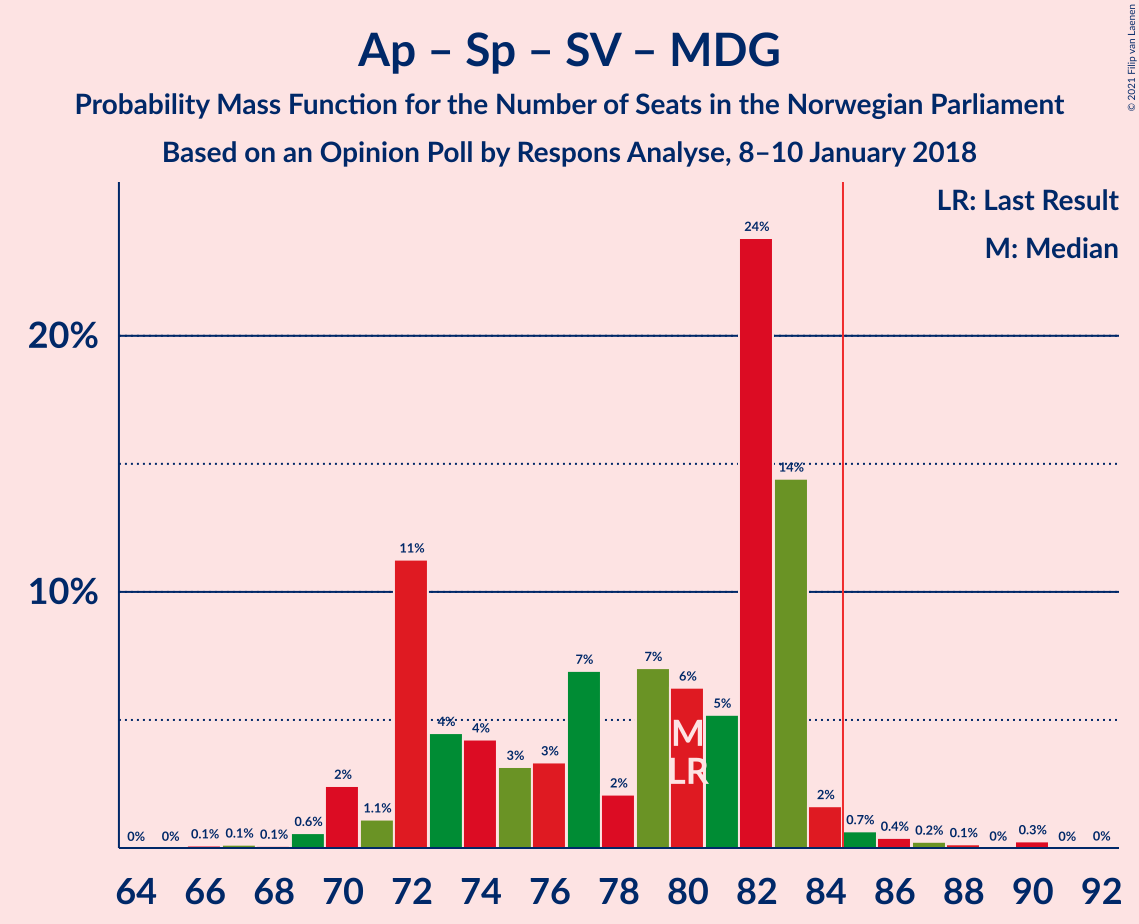 Ap – Sp – SV – MDG
Probability Mass Function for the Number of Seats in the Norwegian Parliament
Based on an Opinion Poll by Respons Analyse, 8–10 January 2018
© 2021 Filip van Laenen
LR: Last Result
M: Median
20%
10%
0% 0% 0.1% 0.1% 0.1% 0.6% 2% 1.1% 11% 4% 4% 3% 3% 7% 2% 7% 6% 5% 24% 14% 2% 0.7% 0.4% 0.2% 0.1% 0% 0.3% 0% 0%
M
LR
64 66 68 70 72 74 76 78 80 82 84 86 88 90 92